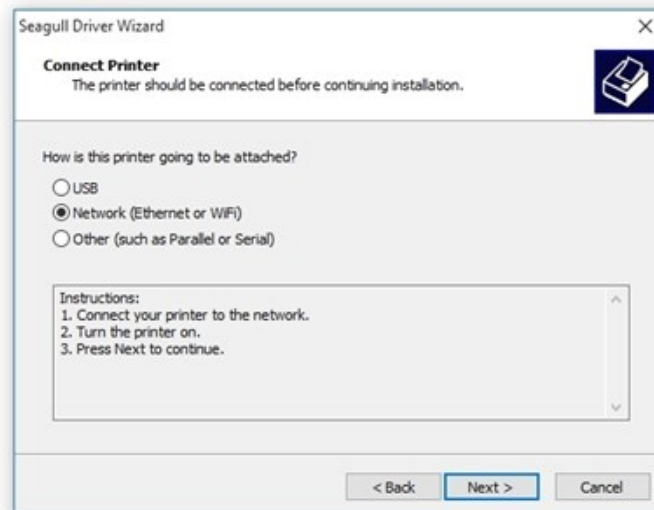 Seagull Driver Wizard
Connect Printer
The printer should be connected before continuing installation.
How is this printer going to be attached?
USB
Network (Ethernet or WiFi)
Other (such as Parallel or Serial)
Instructions:
1. Connect your printer to the network.
2. Turn the printer on.
3. Press Next to continue.
< Back Next > Cancel